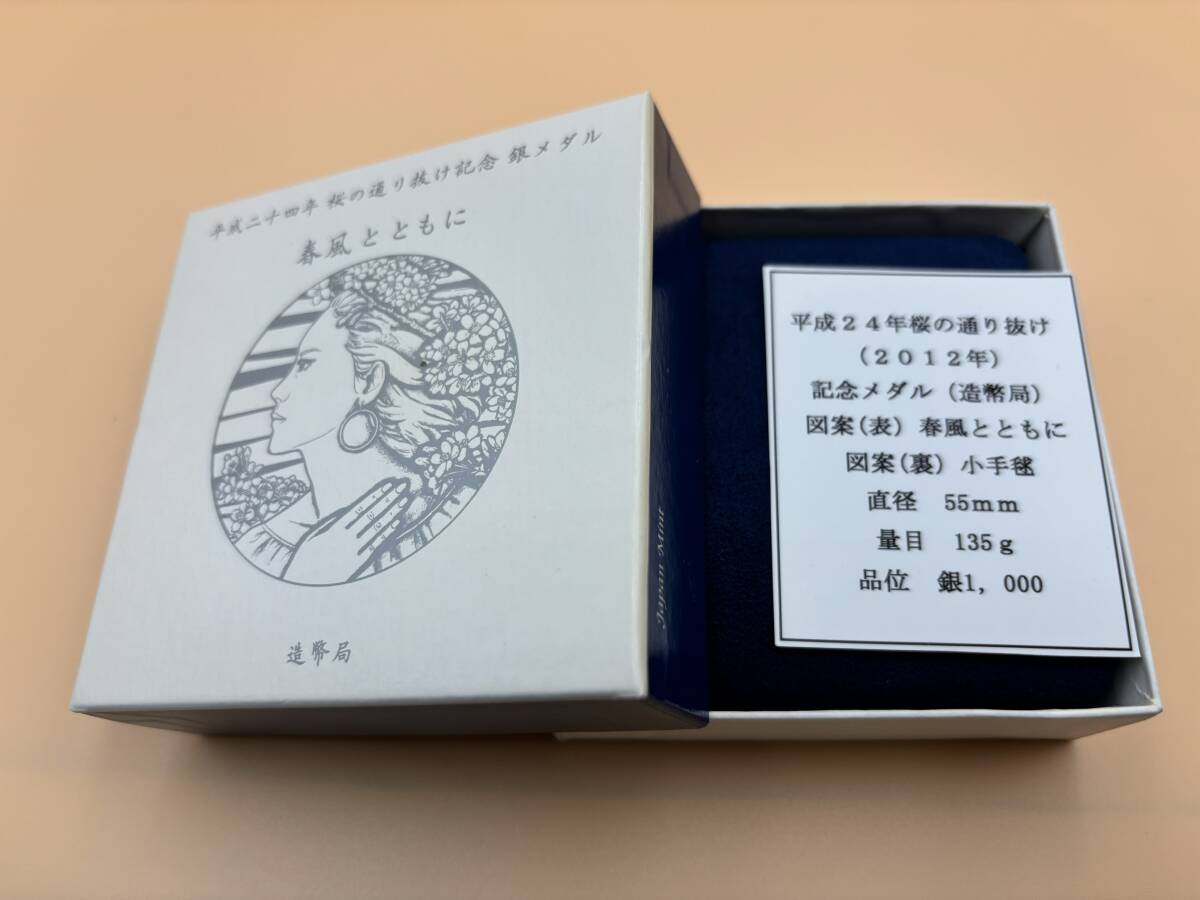 平成二十四年 桜の通り抜け記念 銀メダル
春風とともに
造幣局
Japan Mint
平成２４年桜の通り抜け
（２０１２年）
記念メダル（造幣局）
図案(表) 春風とともに
図案(裏) 小手毬
直径　55mm
量目　135g
品位　銀1, 000